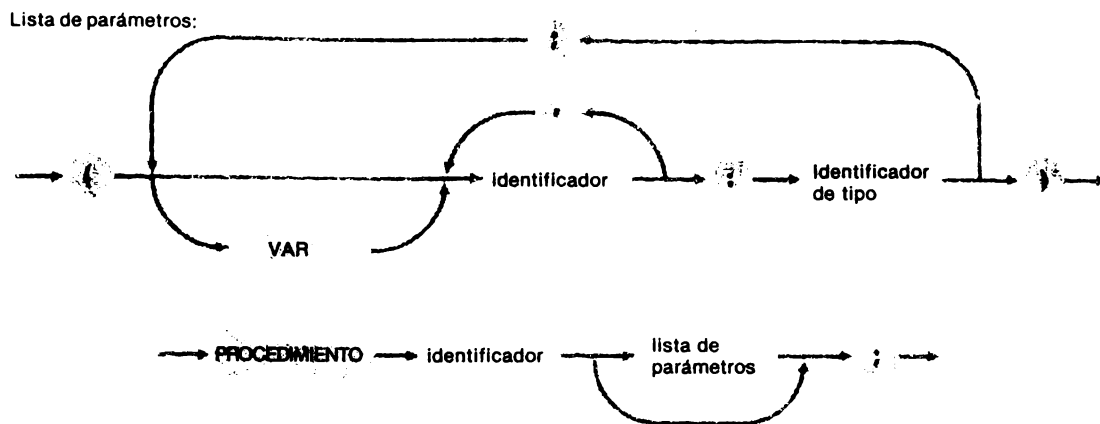 Lista de parámetros:
;
,
(
identificador
:
Identificador
de tipo
)
VAR
PROCEDIMIENTO
identificador
lista de
parámetros
;